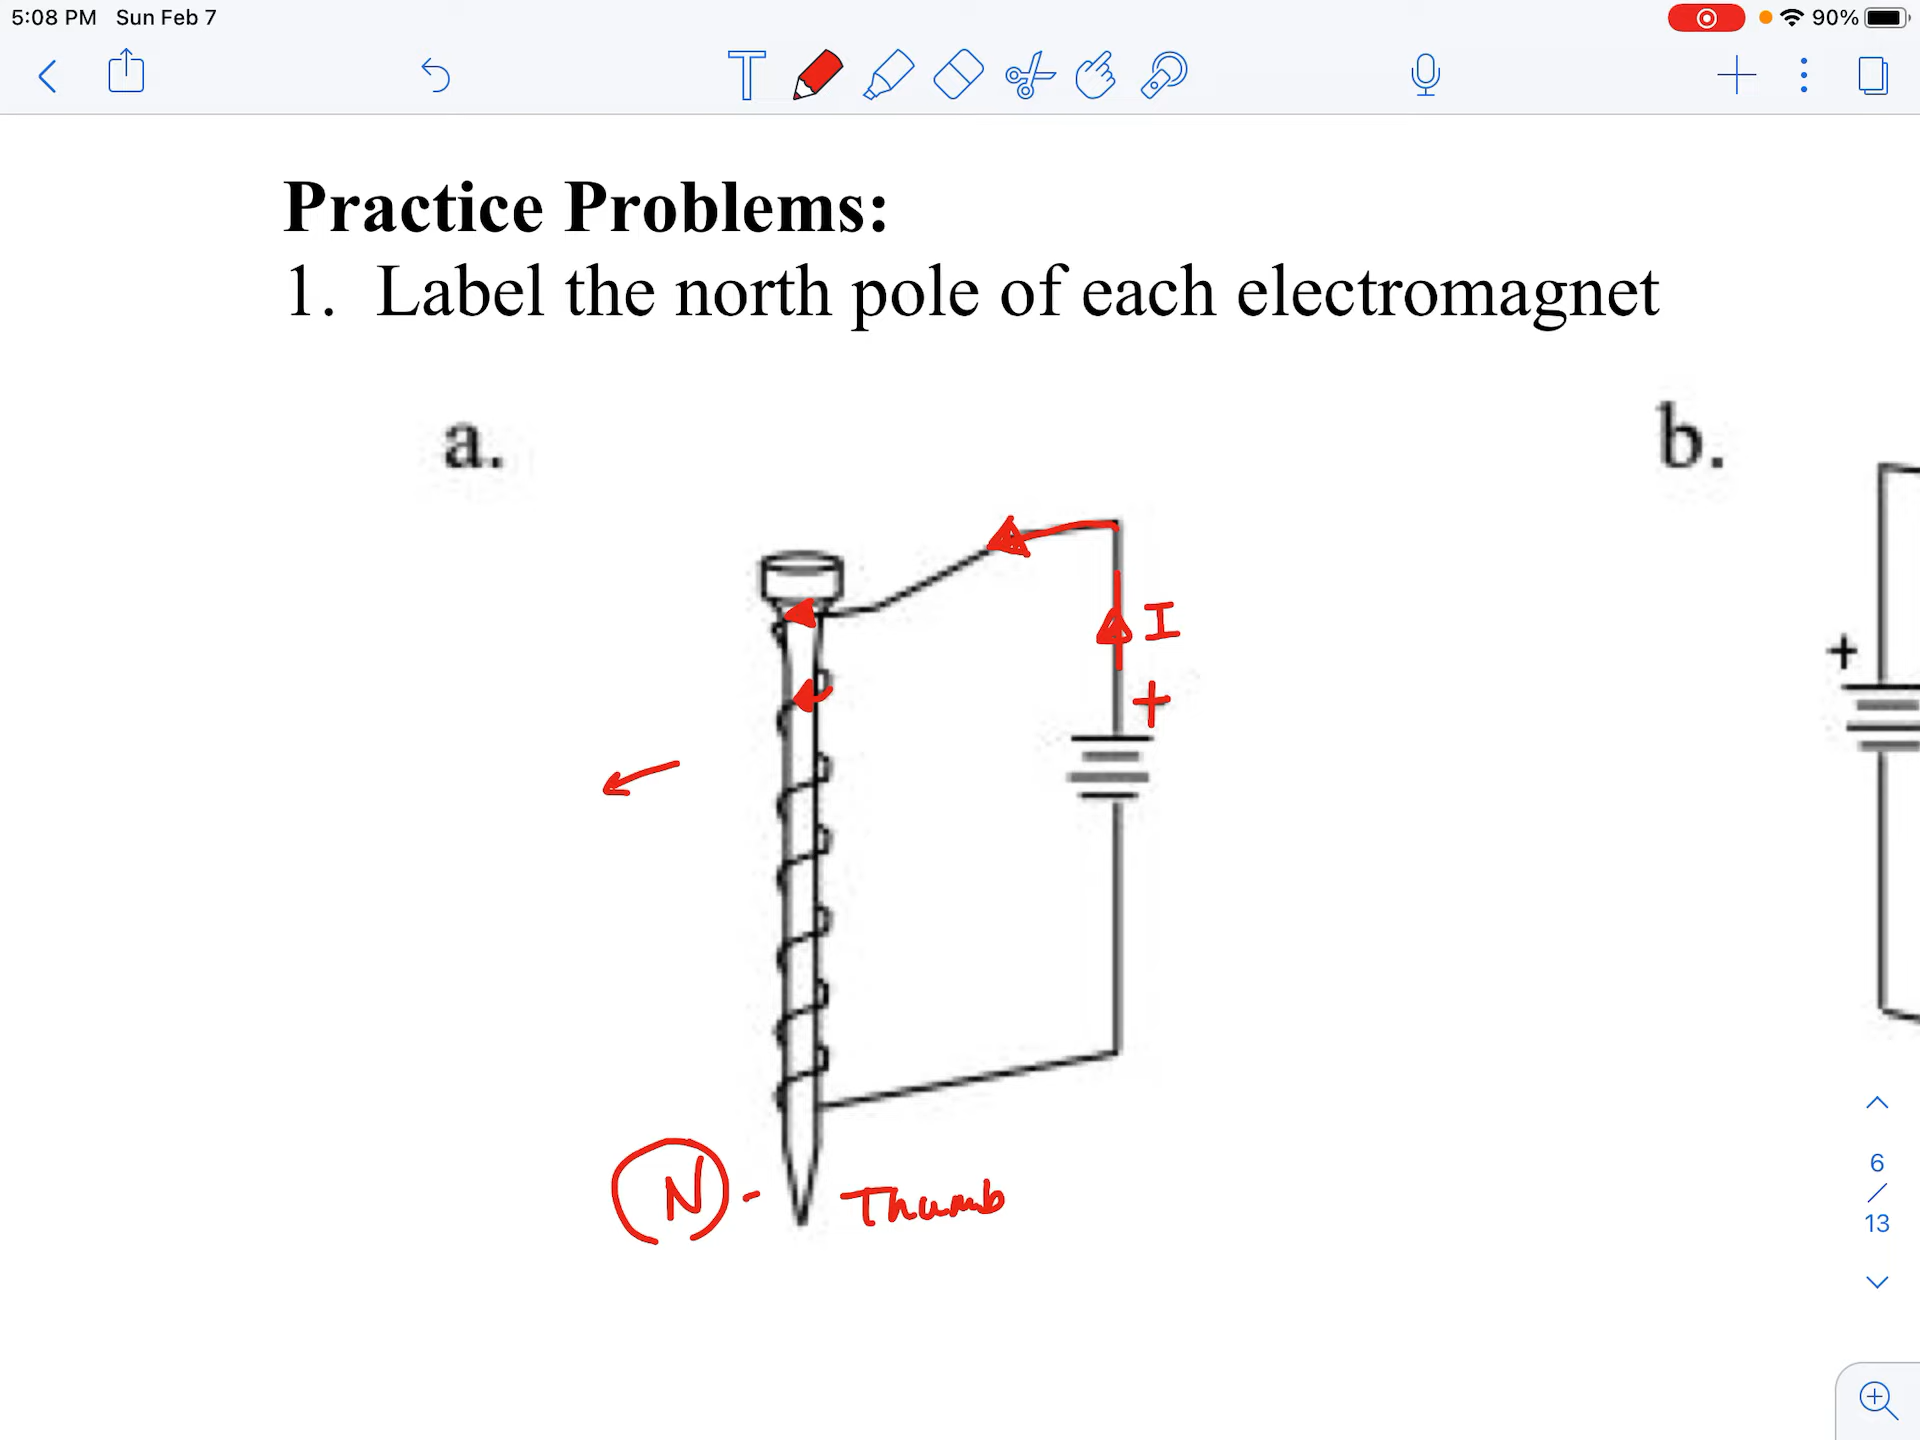 5:08 PM Sun Feb 7
90%
T
Practice Problems:
1. Label the north pole of each electromagnet
a.
b.
I
+
+
N - Thumb
6
/
13